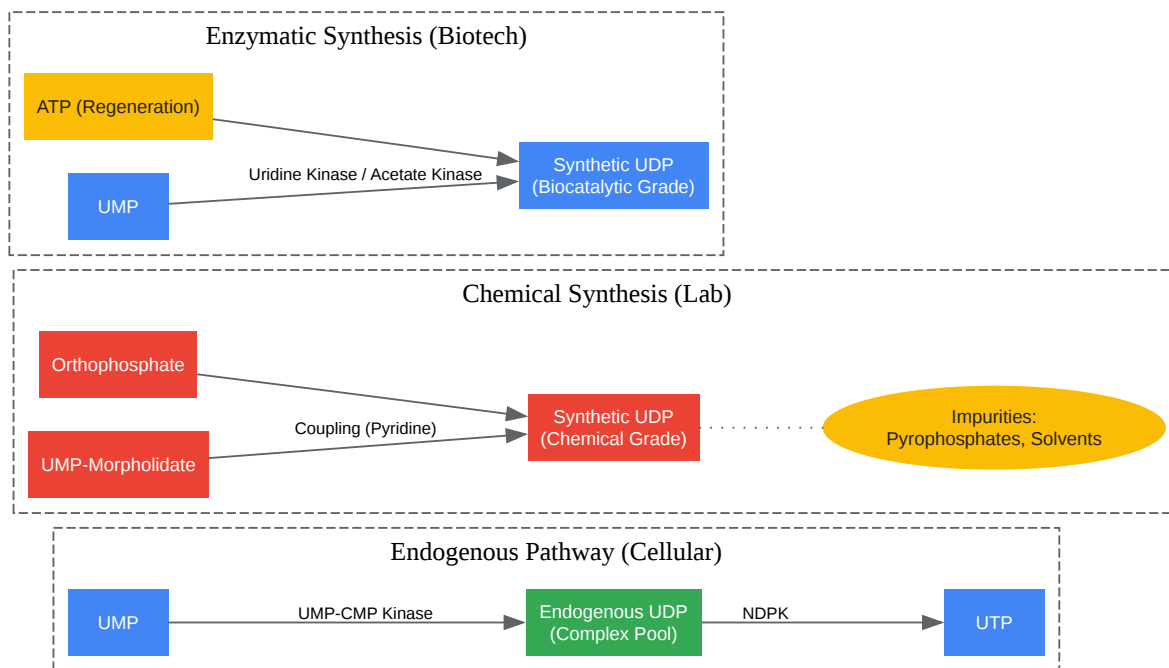 Enzymatic Synthesis (Biotech)
ATP (Regeneration)
Uridine Kinase / Acetate Kinase
UMP
Synthetic UDP
(Biocatalytic Grade)
Chemical Synthesis (Lab)
Orthophosphate
Coupling (Pyridine)
UMP-Morpholidate
Synthetic UDP
(Chemical Grade)
Impurities:
Pyrophosphates, Solvents
Endogenous Pathway (Cellular)
UMP
UMP-CMP Kinase
Endogenous UDP
(Complex Pool)
NDPK
UTP